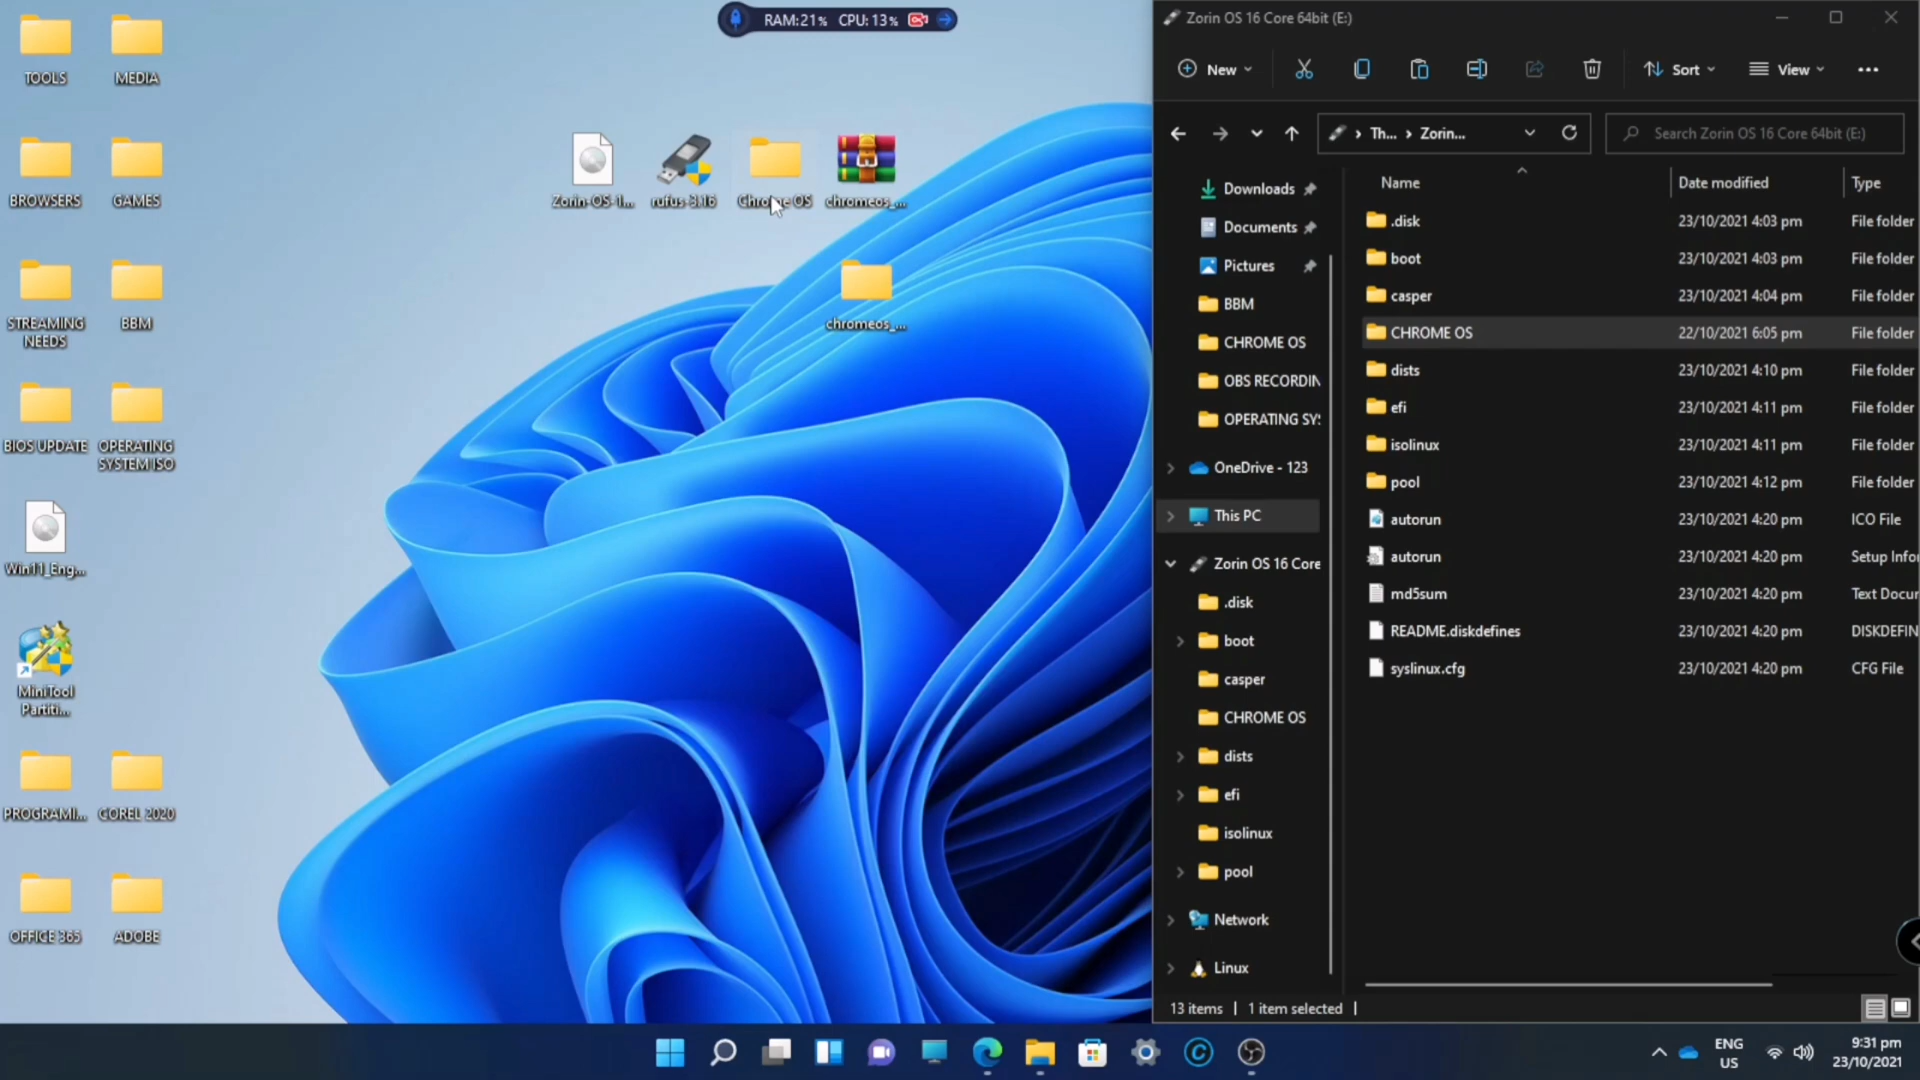 RAM:21% CPU: 13%
TOOLS
MEDIA
BROWSERS
GAMES
STREAMING
NEEDS
BBM
BIOS UPDATE
OPERATING
SYSTEM ISO
Win11_Eng...
MiniTool
Partiti...
PROGRAMI...
COREL 2020
OFFICE 365
ADOBE
Zorin-OS-1...
rufus-3.16
Chrome OS
chromeos_...
chromeos_...
Zorin OS 16 Core 64bit (E:)
New
Sort
View
Th...
Zorin...
Search Zorin OS 16 Core 64bit (E:)
Downloads
Documents
Pictures
BBM
CHROME OS
OBS RECORDIN
OPERATING SYS
OneDrive - 123
This PC
Zorin OS 16 Core
.disk
boot
casper
CHROME OS
dists
efi
isolinux
pool
Network
Linux
Name Date modified Type
.disk 23/10/2021 4:03 pm File folder
boot 23/10/2021 4:03 pm File folder
casper 23/10/2021 4:04 pm File folder
CHROME OS 22/10/2021 6:05 pm File folder
dists 23/10/2021 4:10 pm File folder
efi 23/10/2021 4:11 pm File folder
isolinux 23/10/2021 4:11 pm File folder
pool 23/10/2021 4:12 pm File folder
autorun 23/10/2021 4:20 pm ICO File
autorun 23/10/2021 4:20 pm Setup Infor
md5sum 23/10/2021 4:20 pm Text Docum
README.diskdefines 23/10/2021 4:20 pm DISKDEFIN
syslinux.cfg 23/10/2021 4:20 pm CFG File
13 items 1 item selected
ENG
US
9:31 pm
23/10/2021